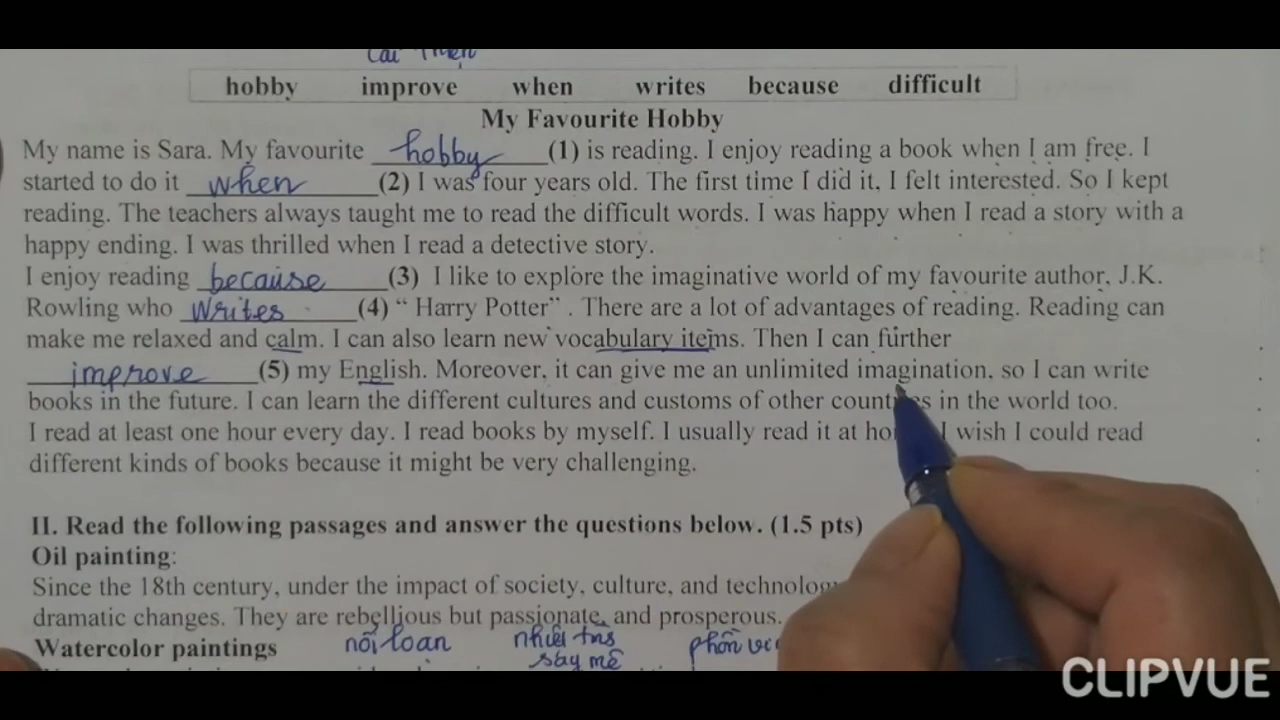 cải thiện
hobby improve when writes because difficult
My Favourite Hobby
My name is Sara. My favourite hobby (1) is reading. I enjoy reading a book when I am free. I
started to do it when (2) I was four years old. The first time I did it, I felt interested. So I kept
reading. The teachers always taught me to read the difficult words. I was happy when I read a story with a
happy ending. I was thrilled when I read a detective story.
I enjoy reading because (3) I like to explore the imaginative world of my favourite author, J.K.
Rowling who writes (4) “ Harry Potter” . There are a lot of advantages of reading. Reading can
make me relaxed and calm. I can also learn new vocabulary items. Then I can further
improve (5) my English. Moreover, it can give me an unlimited imagination, so I can write
books in the future. I can learn the different cultures and customs of other countries in the world too.
I read at least one hour every day. I read books by myself. I usually read it at I wish I could read
different kinds of books because it might be very challenging.
II. Read the following passages and answer the questions below. (1.5 pts)
Oil painting:
Since the 18th century, under the impact of society, culture, and
dramatic changes. They are rebellious but passionate, and prosperous.
Watercolor paintings nổi loạn phồn
say mê
CLIPVUE